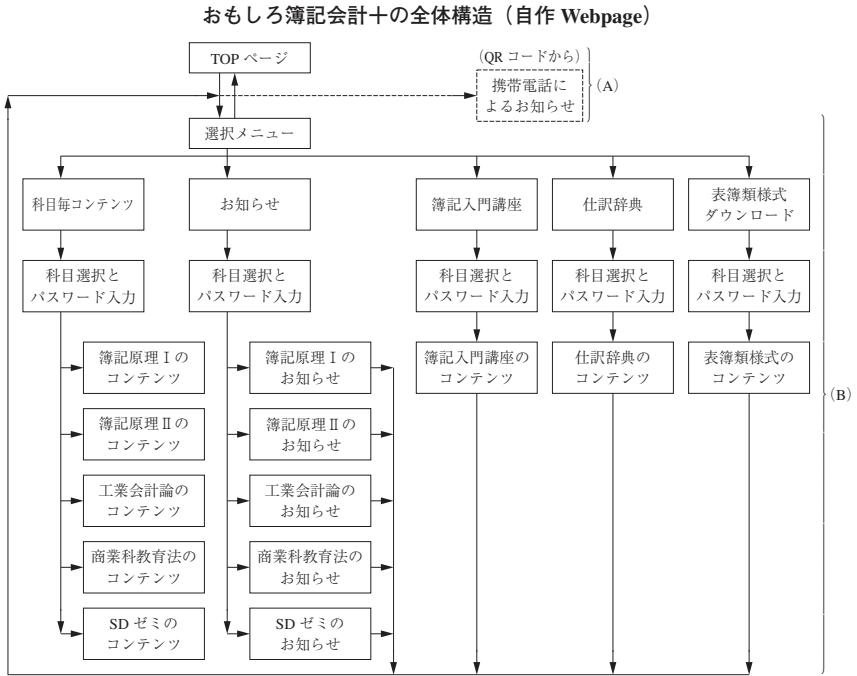 おもしろ簿記会計十の全体構造（自作 Webpage）
TOP ページ
（QR コードから）
携帯電話に
よるお知らせ
（A）
選択メニュー
科目毎コンテンツ
お知らせ
簿記入門講座
仕訳辞典
表簿類様式
ダウンロード
科目選択と
パスワード入力
科目選択と
パスワード入力
科目選択と
パスワード入力
科目選択と
パスワード入力
科目選択と
パスワード入力
簿記原理Ⅰの
コンテンツ
簿記原理Ⅰの
お知らせ
簿記入門講座の
コンテンツ
仕訳辞典の
コンテンツ
表簿類様式の
コンテンツ
（B）
簿記原理Ⅱの
コンテンツ
簿記原理Ⅱの
お知らせ
工業会計論の
コンテンツ
工業会計論の
お知らせ
商業科教育法の
コンテンツ
商業科教育法の
お知らせ
SD ゼミの
コンテンツ
SD ゼミの
お知らせ